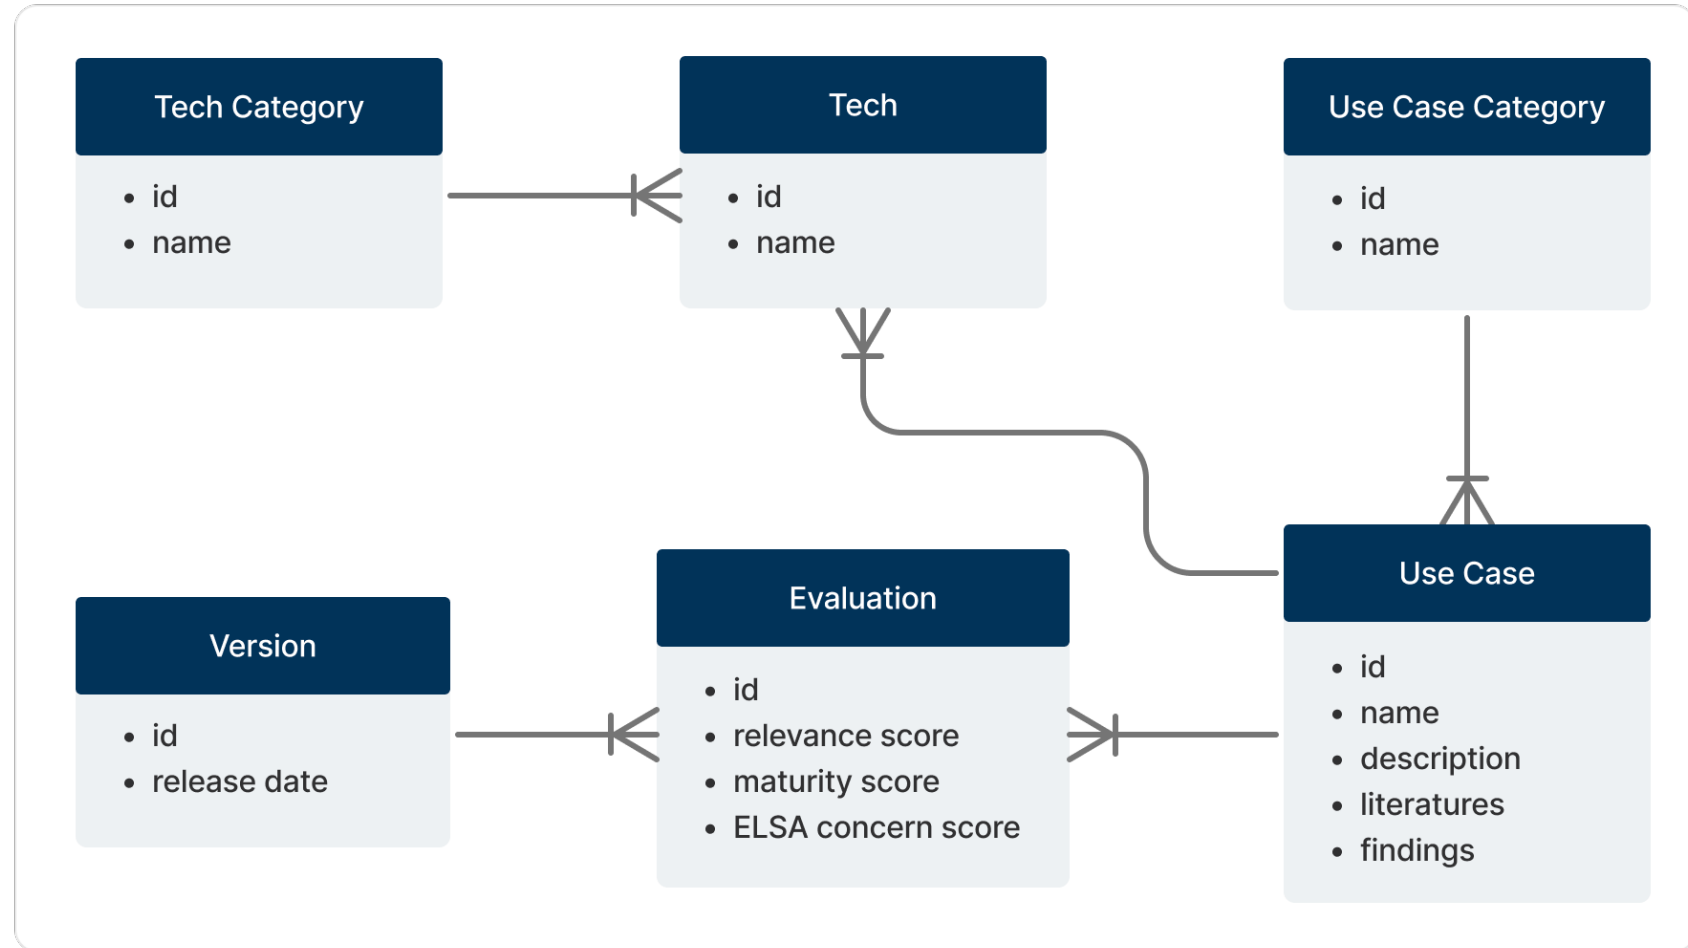 Tech Category
• id
• name
Tech
• id
• name
Use Case Category
• id
• name
Version
• id
• release date
Evaluation
• id
• relevance score
• maturity score
• ELSA concern score
Use Case
• id
• name
• description
• literatures
• findings